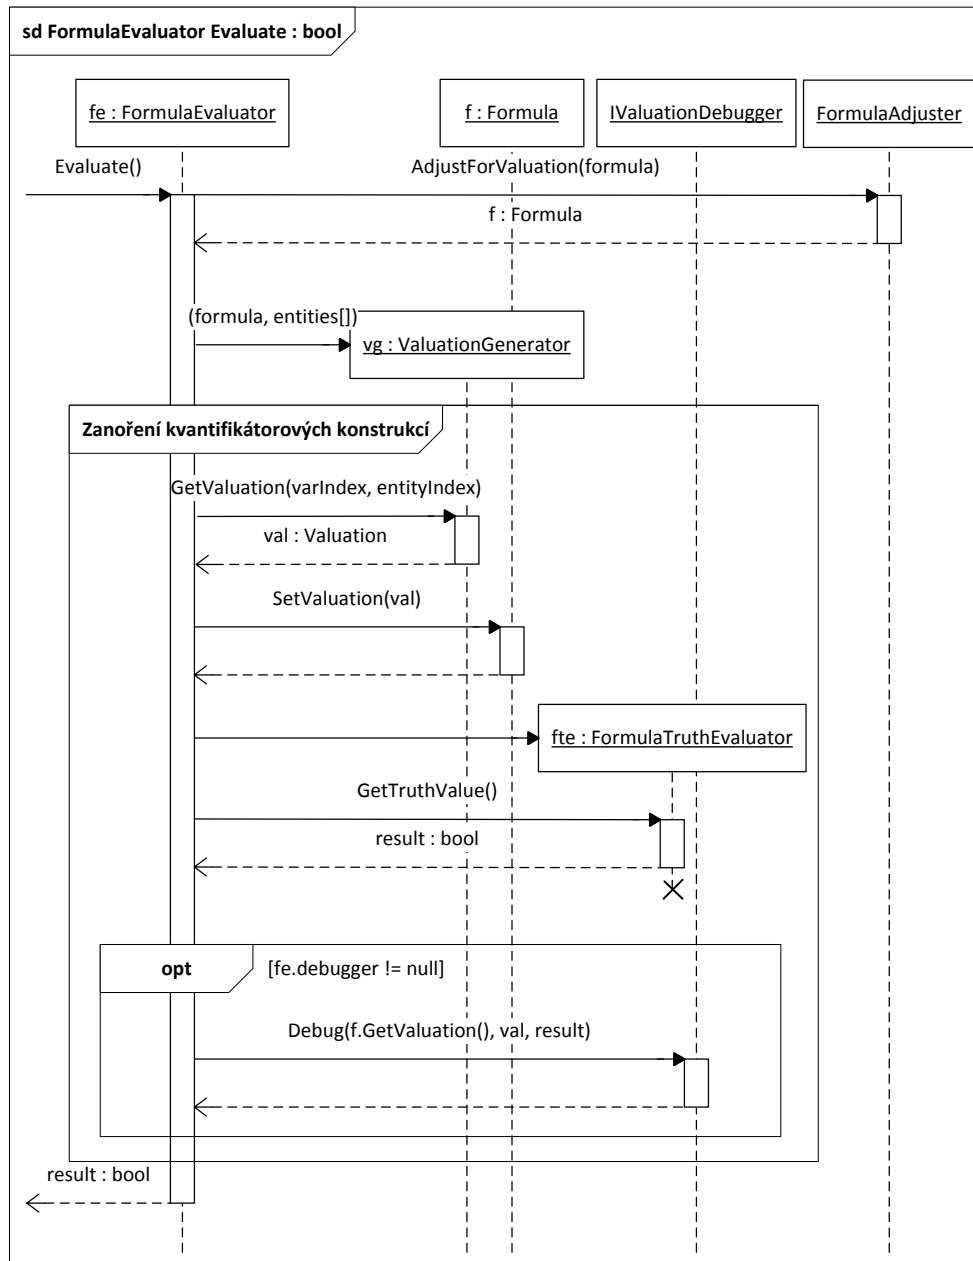 sd FormulaEvaluator Evaluate : bool
fe : FormulaEvaluator
f : Formula
IValuationDebugger
FormulaAdjuster
Evaluate()
AdjustForValuation(formula)
f : Formula
(formula, entities[])
vg : ValuationGenerator
Zanoření kvantifikátorových konstrukcí
GetValuation(varIndex, entityIndex)
val : Valuation
SetValuation(val)
fte : FormulaTruthEvaluator
GetTruthValue()
result : bool
opt
[fe.debugger != null]
Debug(f.GetValuation(), val, result)
result : bool